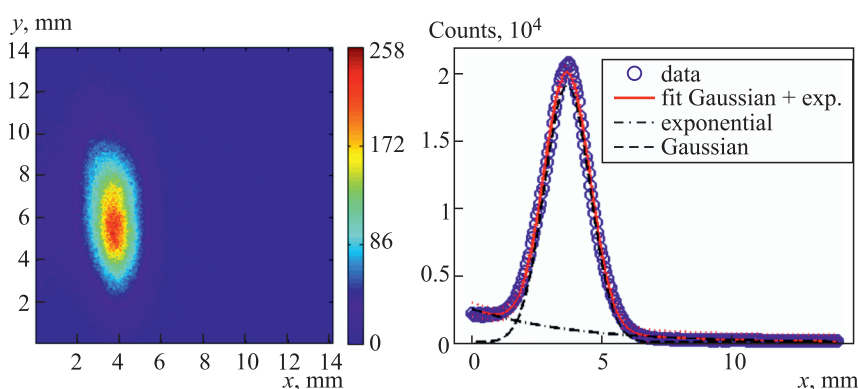 y, mm
14
12
10
8
6
4
2
2 4 6 8 10 12 14
x, mm
258
172
86
0
Counts, 10⁴
2
1.5
1
0.5
0
0 5 10
x, mm
data
fit Gaussian + exp.
exponential
Gaussian